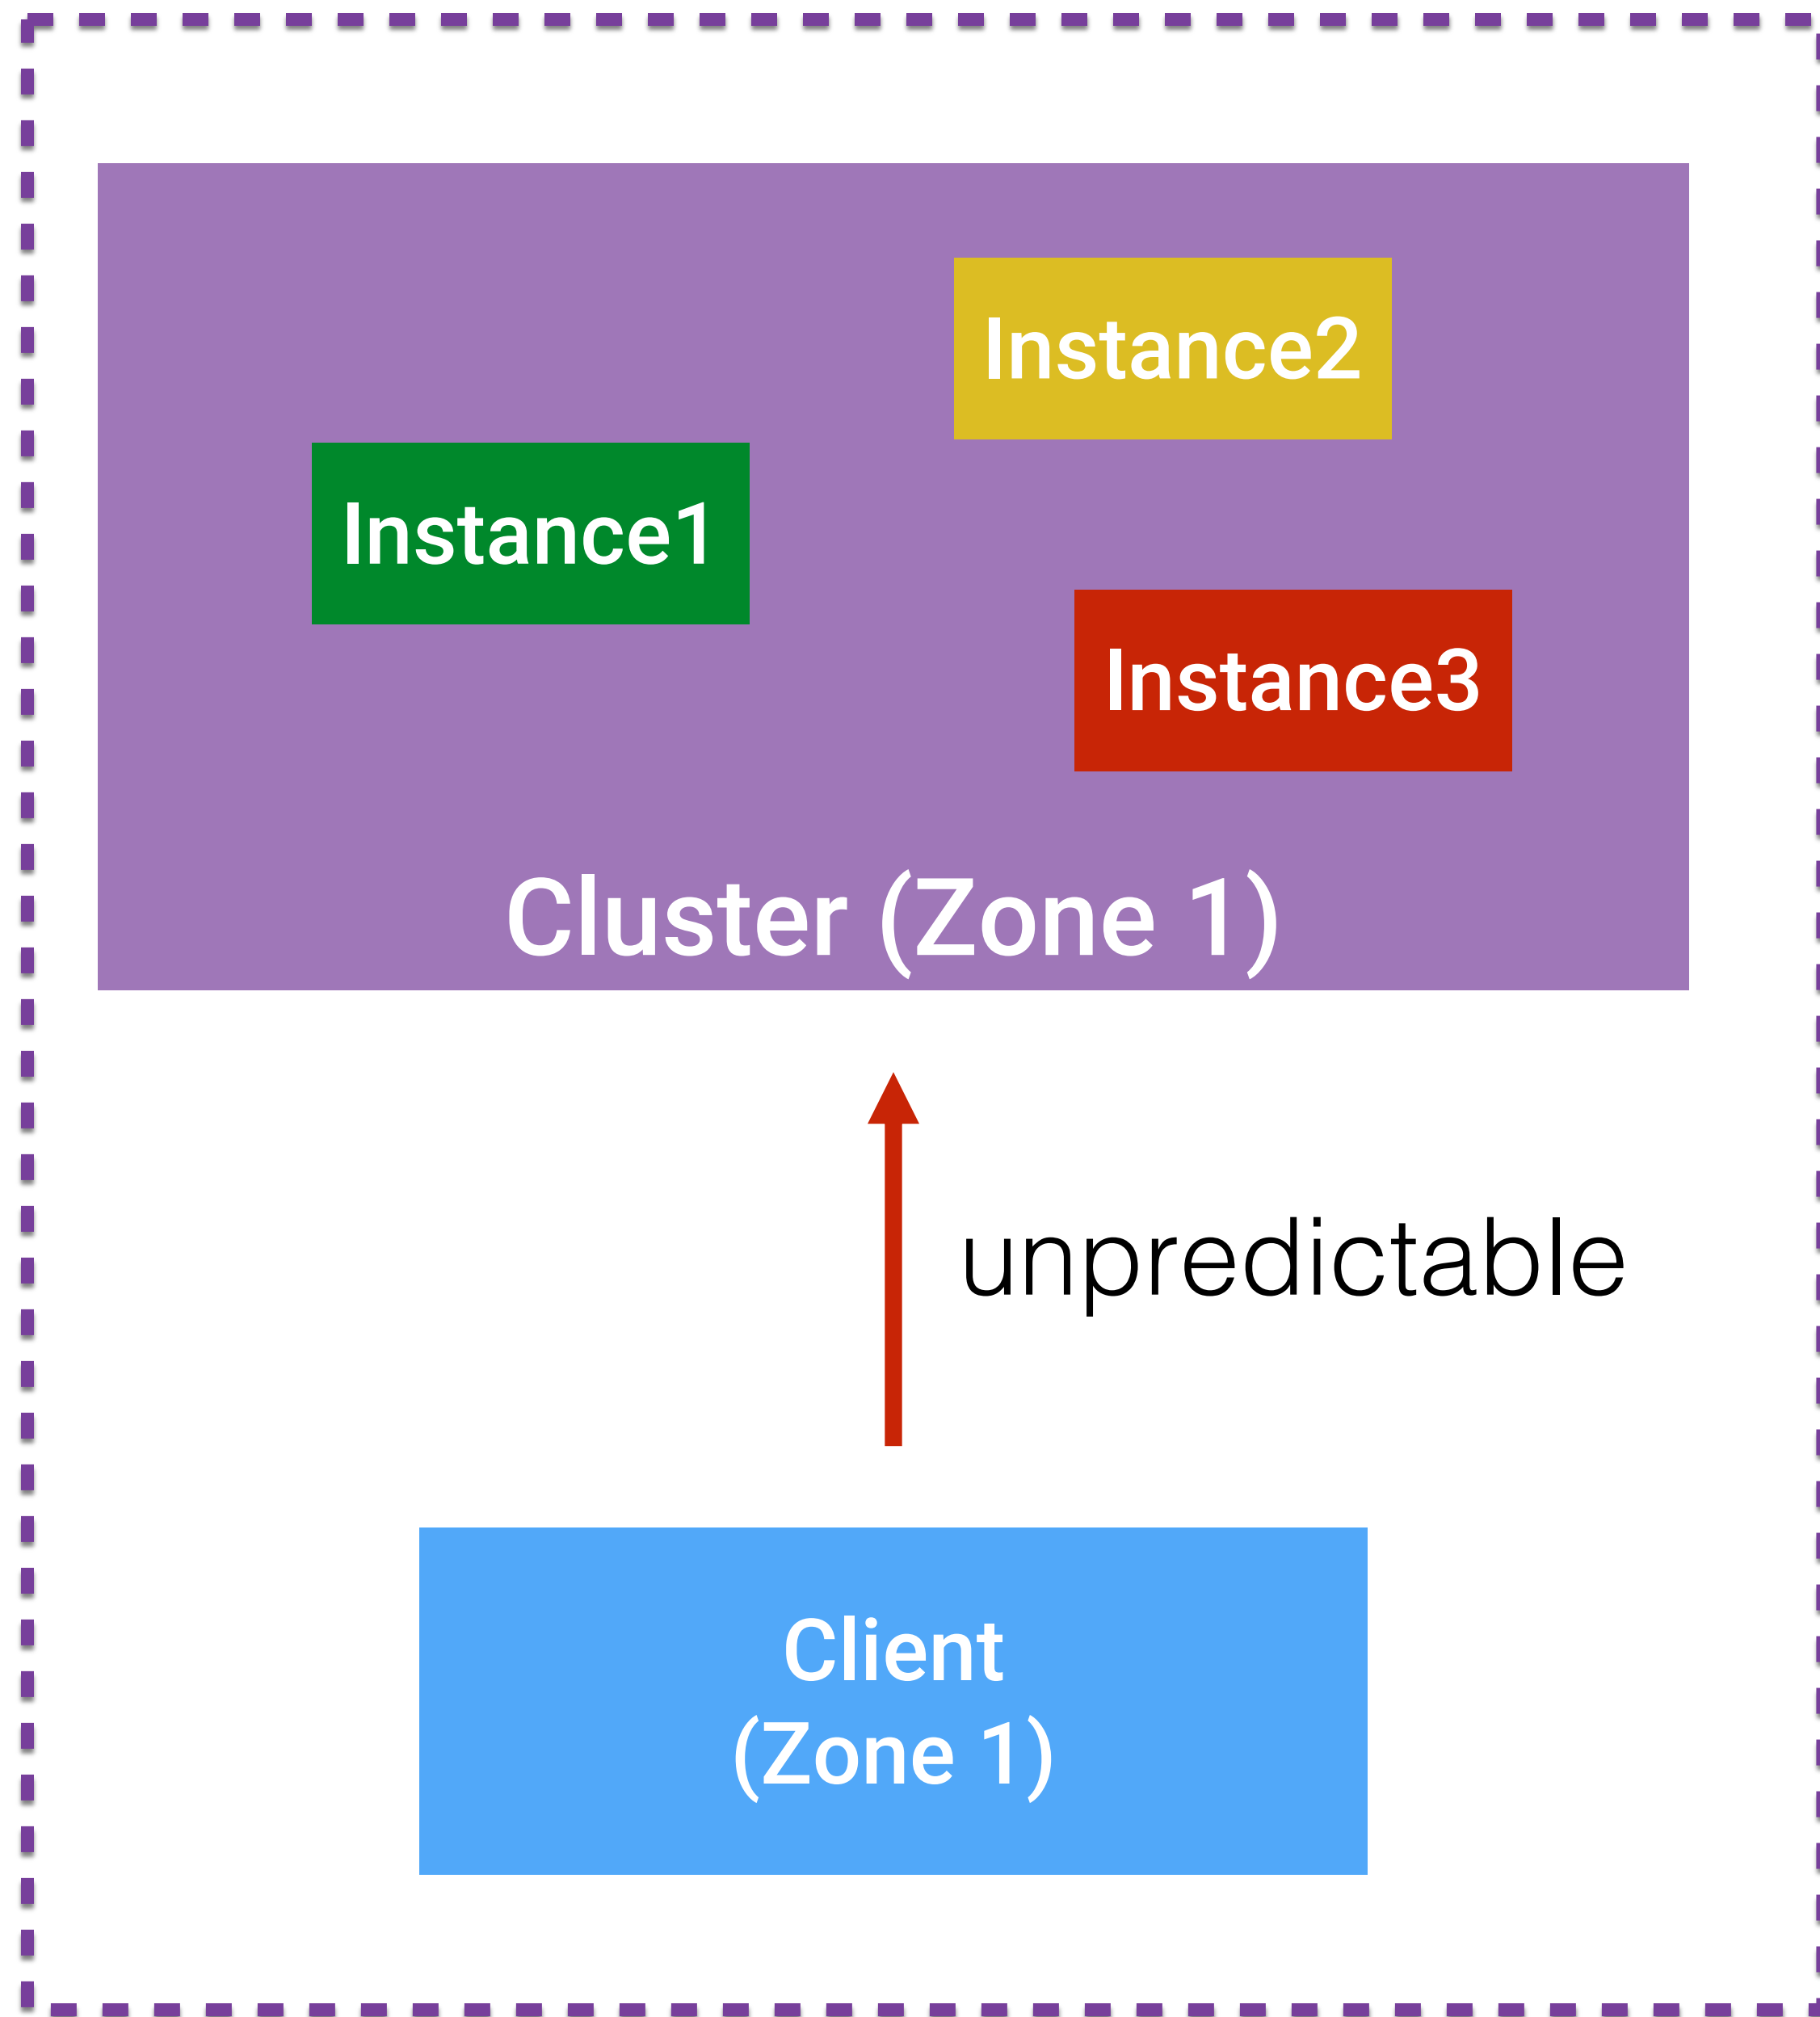 Instance2
Instance1
Instance3
Cluster (Zone 1)
unpredictable
Client
(Zone 1)